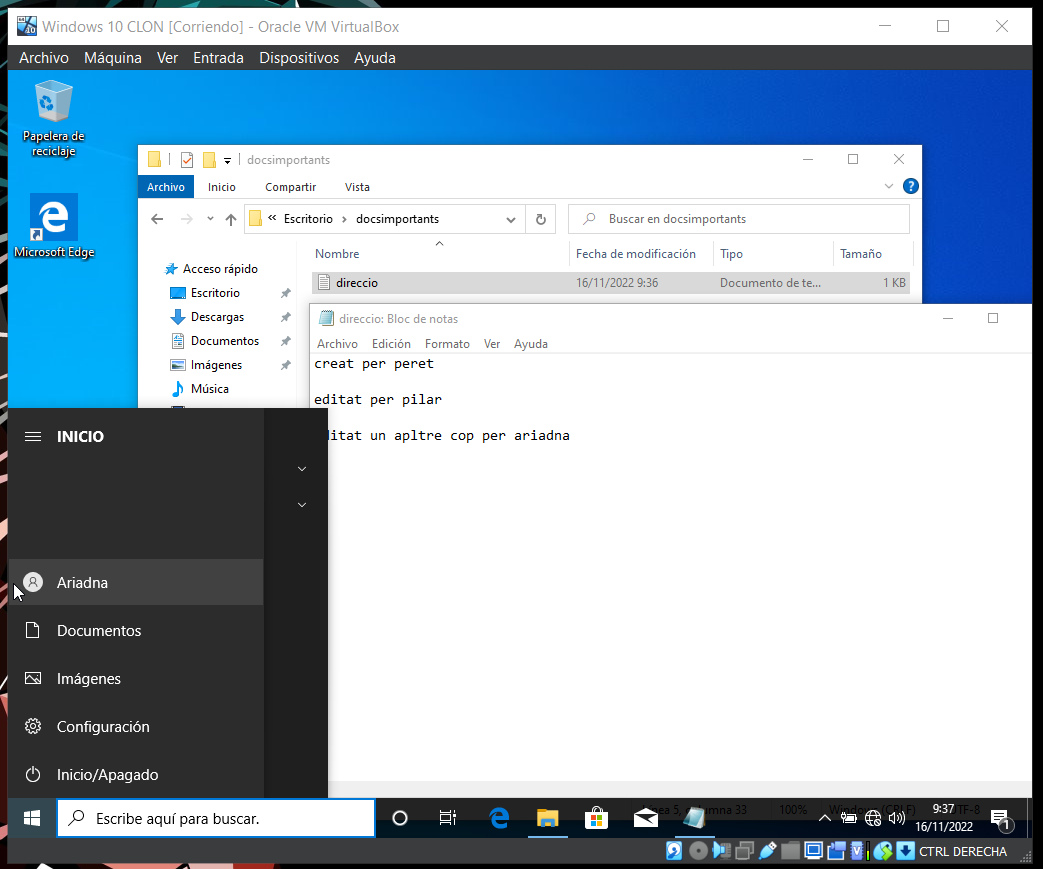 Windows 10 CLON [Corriendo] - Oracle VM VirtualBox
Archivo Máquina Ver Entrada Dispositivos Ayuda
Papelera de
reciclaje
Microsoft Edge
docsimportants
Archivo Inicio Compartir Vista
« Escritorio › docsimportants
Buscar en docsimportants
Nombre Fecha de modificación Tipo Tamaño
direccio 16/11/2022 9:36 Documento de te... 1 KB
Acceso rápido
Escritorio
Descargas
Documentos
Imágenes
Música
direccio: Bloc de notas
Archivo Edición Formato Ver Ayuda
creat per peret
editat per pilar
ditat un apltre cop per ariadna
INICIO
Ariadna
Documentos
Imágenes
Configuración
Inicio/Apagado
Línea 5, columna 33 100% Windows (CRLF) UTF-8
Escribe aquí para buscar.
9:37
16/11/2022
1
CTRL DERECHA